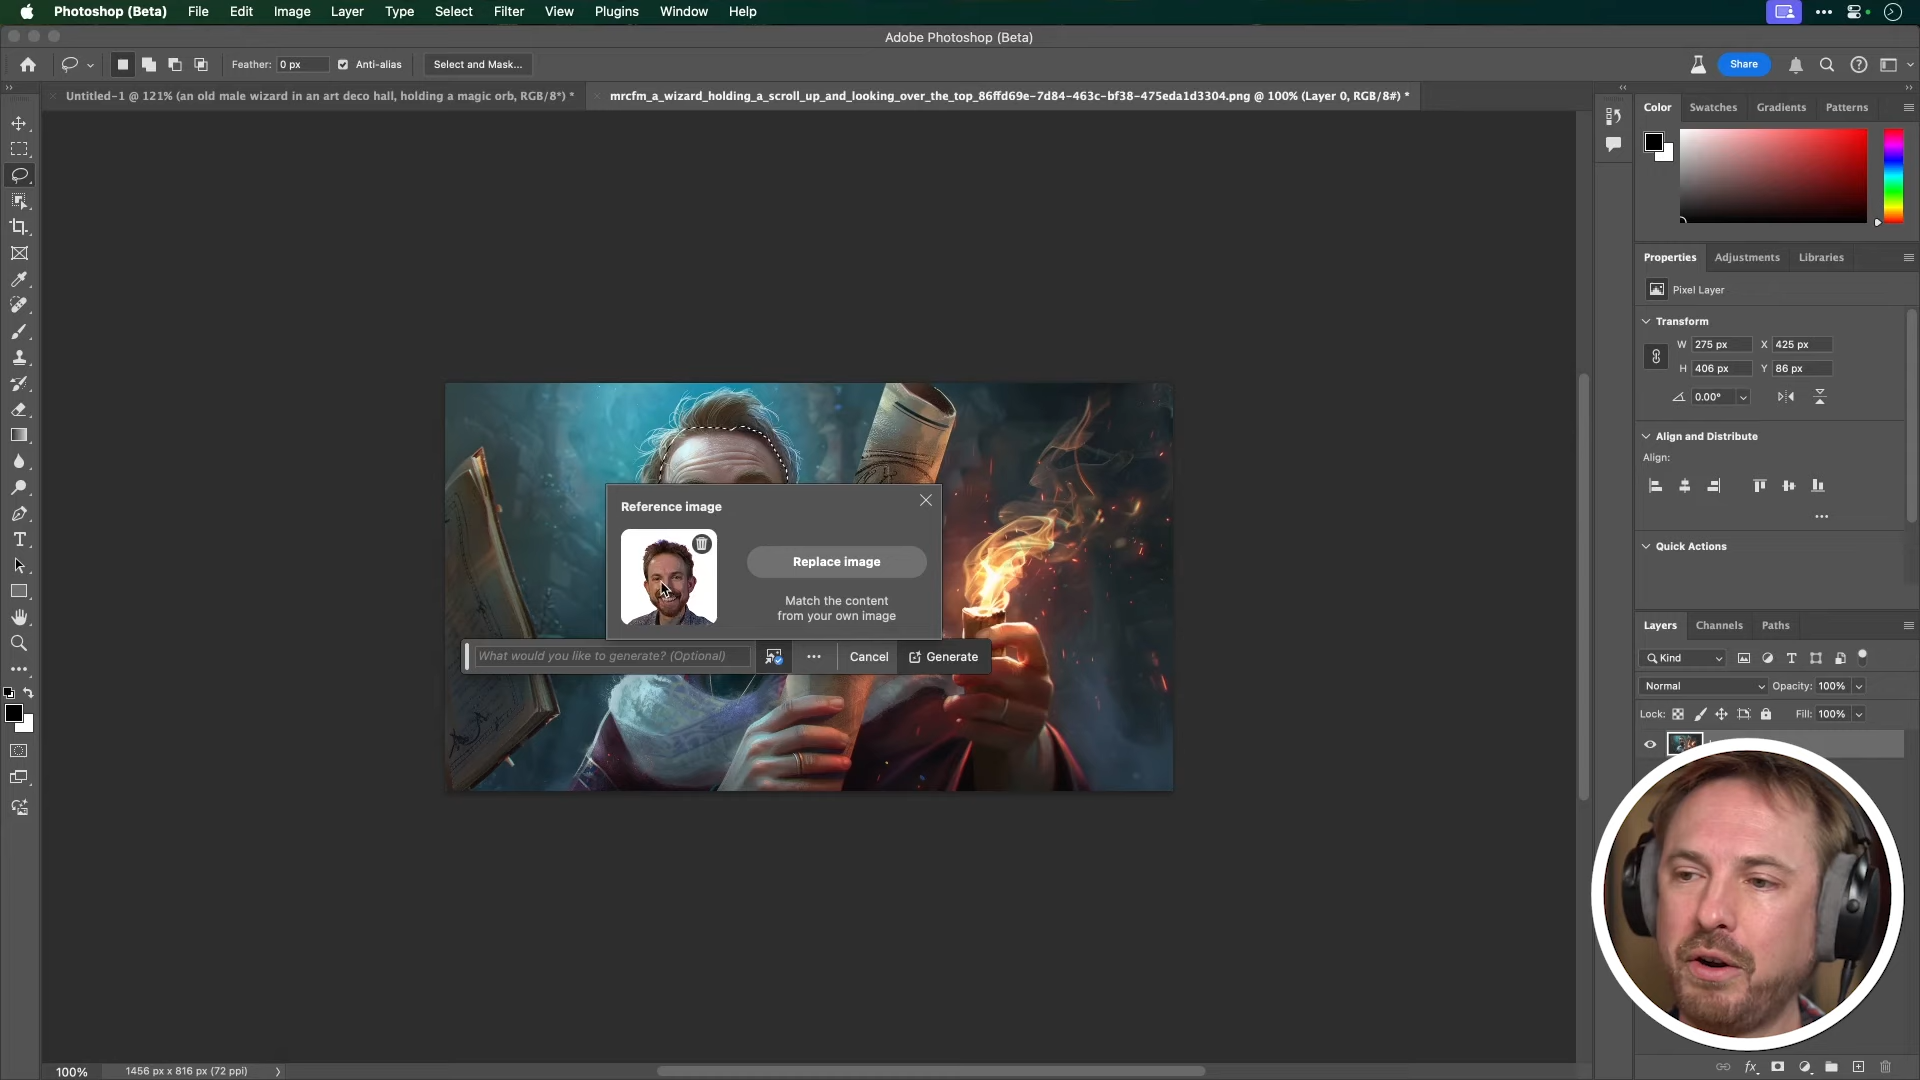 Photoshop (Beta) File Edit Image Layer Type Select Filter View Plugins Window Help
Adobe Photoshop (Beta)
Feather: 0 px Anti-alias Select and Mask... Share
Untitled-1 @ 121% (an old male wizard in an art deco hall, holding a magic orb, RGB/8*) *
mrcfm_a_wizard_holding_a_scroll_up_and_looking_over_the_top_86ffd69e-7d84-463c-bf38-475eda1d3304.png @ 100% (Layer 0, RGB/8#) *
Color Swatches Gradients Patterns
Properties Adjustments Libraries
Pixel Layer
Transform
W 275 px X 425 px
H 406 px Y 86 px
0.00°
Align and Distribute
Align:
Quick Actions
Reference image
Replace image
Match the content
from your own image
What would you like to generate? (Optional)
Cancel Generate
Layers Channels Paths
Kind
Normal Opacity: 100%
Lock: Fill: 100%
100% 1456 px x 816 px (72 ppi)